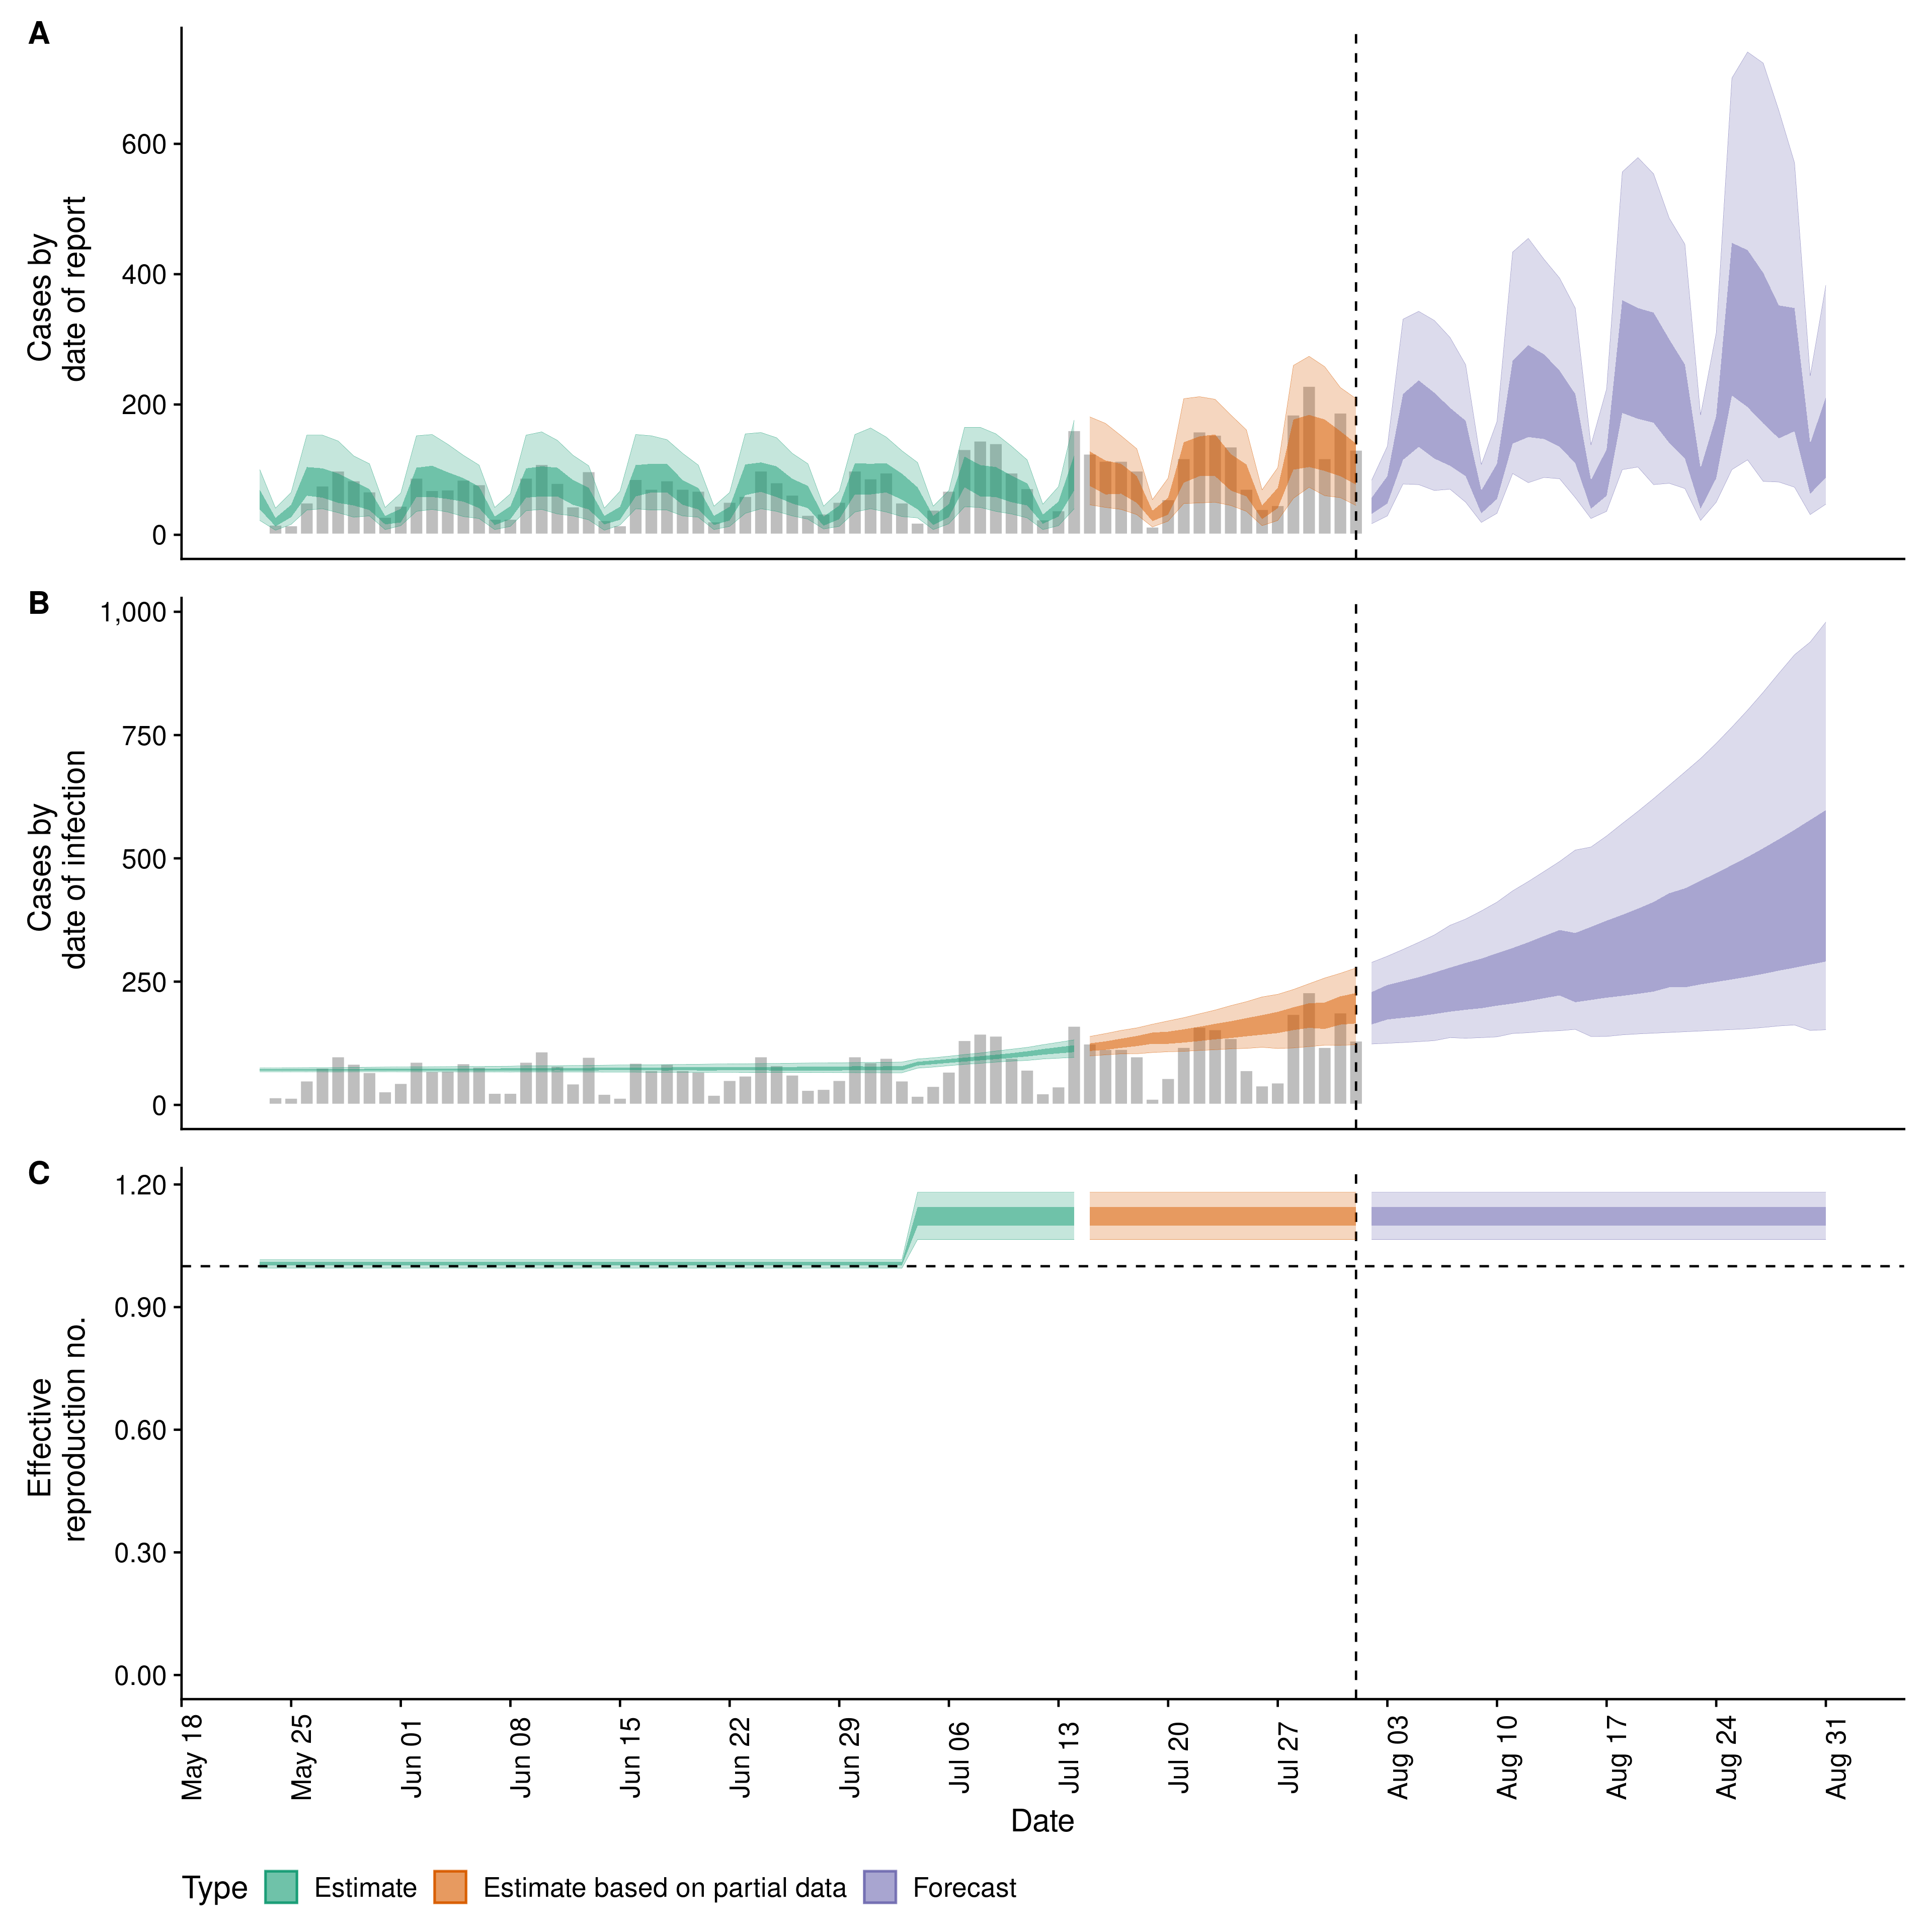 A
600
400
200
0
Cases by
date of report
B
1,000
750
500
250
0
Cases by
date of infection
C
1.20
0.90
0.60
0.30
0.00
Effective
reproduction no.
May 18
May 25
Jun 01
Jun 08
Jun 15
Jun 22
Jun 29
Jul 06
Jul 13
Jul 20
Jul 27
Aug 03
Aug 10
Aug 17
Aug 24
Aug 31
Date
Type Estimate Estimate based on partial data Forecast